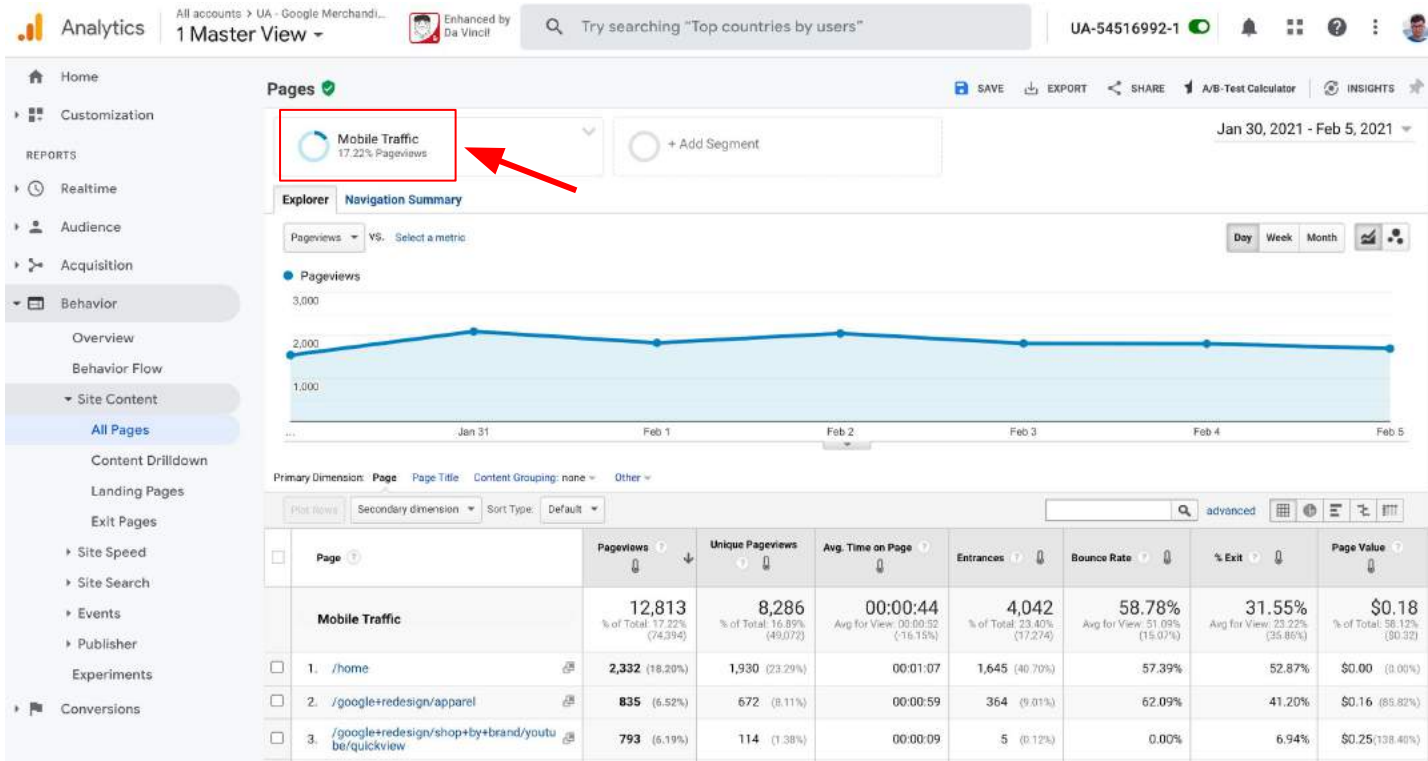 Analytics
All accounts > UA - Google Merchandi...
1 Master View
Enhanced by
Da Vinci!
Try searching "Top countries by users"
UA-54516992-1
Home
Customization
REPORTS
Realtime
Audience
Acquisition
Behavior
Overview
Behavior Flow
Site Content
All Pages
Content Drilldown
Landing Pages
Exit Pages
Site Speed
Site Search
Events
Publisher
Experiments
Conversions
Pages
SAVE EXPORT SHARE A/B-Test Calculator INSIGHTS
Mobile Traffic
17.22% Pageviews
+ Add Segment
Jan 30, 2021 - Feb 5, 2021
Explorer Navigation Summary
Pageviews VS. Select a metric
Day Week Month
Pageviews
3,000
2,000
1,000
... Jan 31 Feb 1 Feb 2 Feb 3 Feb 4 Feb 5
Primary Dimension: Page Page Title Content Grouping: none Other
Plot Rows Secondary dimension Sort Type: Default advanced
Page Pageviews Unique Pageviews Avg. Time on Page Entrances Bounce Rate % Exit Page Value
Mobile Traffic 12,813 8,286 00:00:44 4,042 58.78% 31.55% $0.18
% of Total: 17.22% % of Total: 16.89% Avg for View: 00:00:52 % of Total: 23.40% Avg for View: 51.09% Avg for View: 23.22% % of Total: 58.12%
(74,394) (49,072) (-16.15%) (17,274) (15.07%) (35.86%) ($0.32)
1. /home 2,332 (18.20%) 1,930 (23.29%) 00:01:07 1,645 (40.70%) 57.39% 52.87% $0.00 (0.00%)
2. /google+redesign/apparel 835 (6.52%) 672 (8.11%) 00:00:59 364 (9.01%) 62.09% 41.20% $0.16 (85.82%)
3. /google+redesign/shop+by+brand/youtu
be/quickview 793 (6.19%) 114 (1.38%) 00:00:09 5 (0.12%) 0.00% 6.94% $0.25(138.40%)